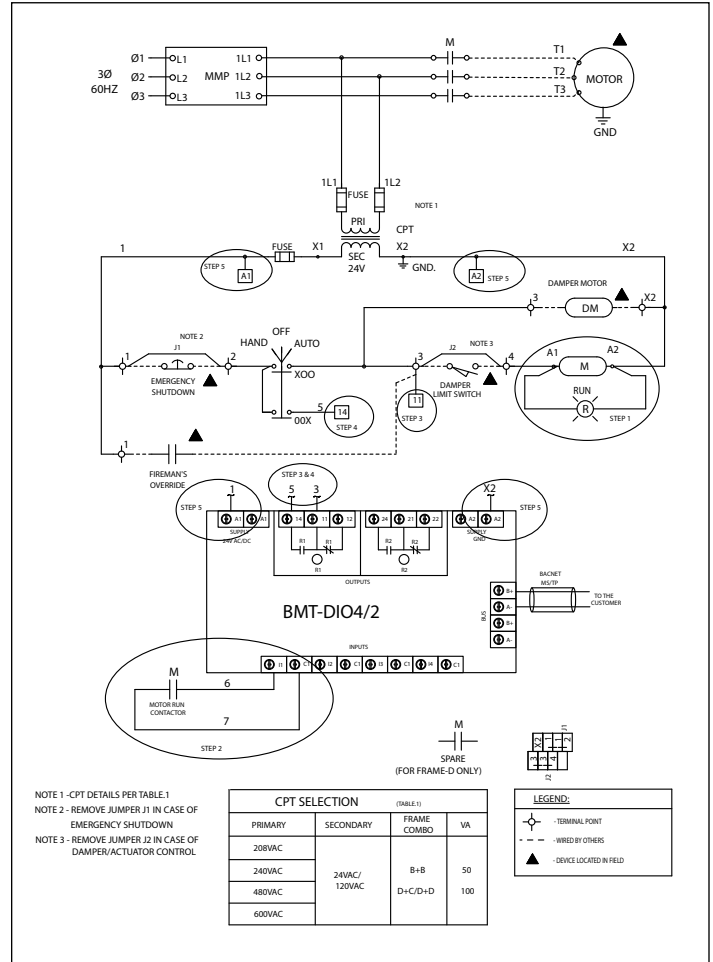 M
Ø1 L1 1L1 T1
3Ø
60HZ
Ø2 L2 MMP 1L2 T2 MOTOR
Ø3 L3 1L3 T3
GND
1L1 FUSE 1L2
NOTE 1
PRI
CPT
1 FUSE X1 SEC X2 X2
24V GND.
STEP 5 A1
A2 STEP 5
DAMPER MOTOR
3 DM X2
NOTE 2
J1
1 2
EMERGENCY
SHUTDOWN
OFF
HAND AUTO
XOO
00X
5 14
STEP 4
J2 NOTE 3
3 4
DAMPER
LIMIT SWITCH
11
STEP 3
A1 A2
M
RUN
R
STEP 1
1
FIREMAN'S
OVERRIDE
STEP 3 & 4
STEP 5 1 5 3 X2 STEP 5
A1 A1 14 11 12 24 21 22 A2 A2
SUPPLY
24V AC/DC
SUPPLY
GND
R1 R1 R2 R2
R1 R2
OUTPUTS
BMT-DIO4/2
BUS
B+
A-
B+
A-
BACNET
MS/TP
TO THE
CUSTOMER
INPUTS
I1 C1 I2 C1 I3 C1 I4 C1
M
6
MOTOR RUN
CONTACTOR
7
STEP 2
M
SPARE
(FOR FRAME-D ONLY)
X2 1 1 2 J1
3 3 4
J2
NOTE 1 -CPT DETAILS PER TABLE.1
NOTE 2 - REMOVE JUMPER J1 IN CASE OF
EMERGENCY SHUTDOWN
NOTE 3 - REMOVE JUMPER J2 IN CASE OF
DAMPER/ACTUATOR CONTROL
CPT SELECTION (TABLE.1)
PRIMARY SECONDARY FRAME COMBO VA
208VAC
240VAC
480VAC
600VAC
24VAC/
120VAC
B+B 50
D+C/D+D 100
LEGEND:
- TERMINAL POINT
- WIRED BY OTHERS
- DEVICE LOCATED IN FIELD